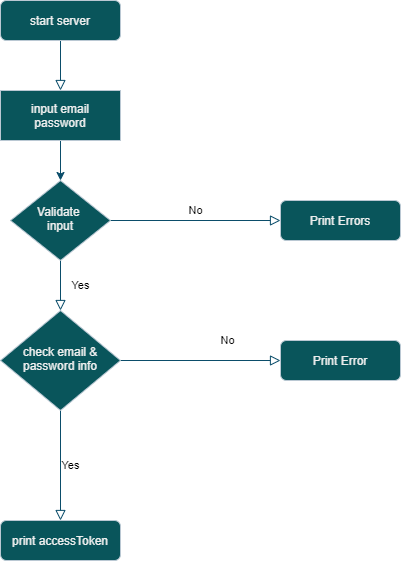 start server
input email
password
Validate
input
No
Print Errors
Yes
check email &
password info
No
Print Error
Yes
print accessToken